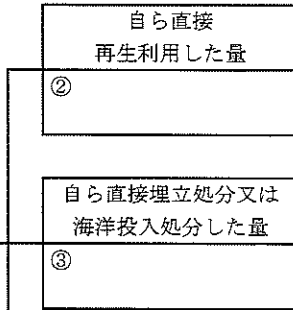 自ら直接
再生利用した量
②
自ら直接埋立処分又は
海洋投入処分した量
③